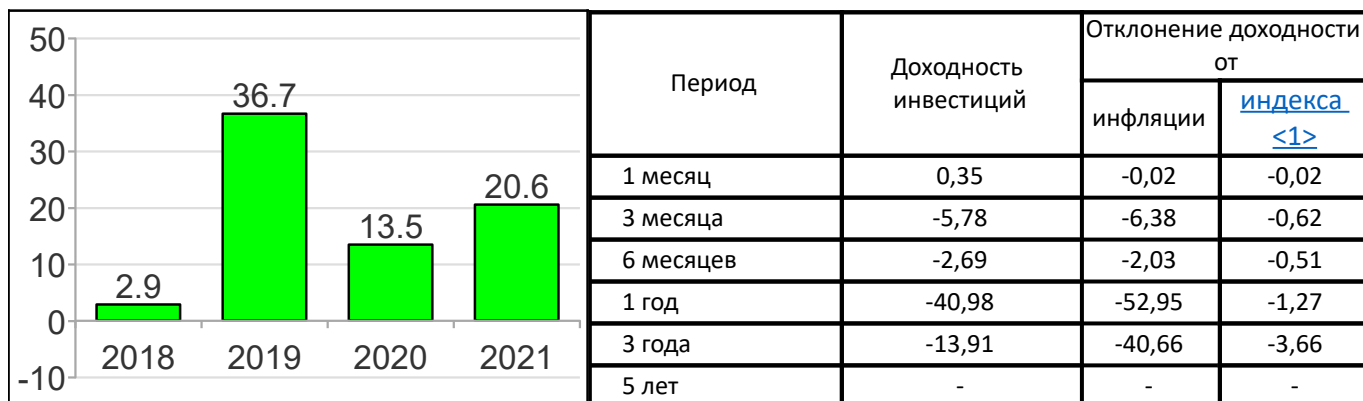 50
40
30
20
10
0
-10
2.9
36.7
13.5
20.6
2018 2019 2020 2021
Период
Доходность
инвестиций
Отклонение доходности
от
инфляции
индекса
<1>
1 месяц 0,35 -0,02 -0,02
3 месяца -5,78 -6,38 -0,62
6 месяцев -2,69 -2,03 -0,51
1 год -40,98 -52,95 -1,27
3 года -13,91 -40,66 -3,66
5 лет - - -